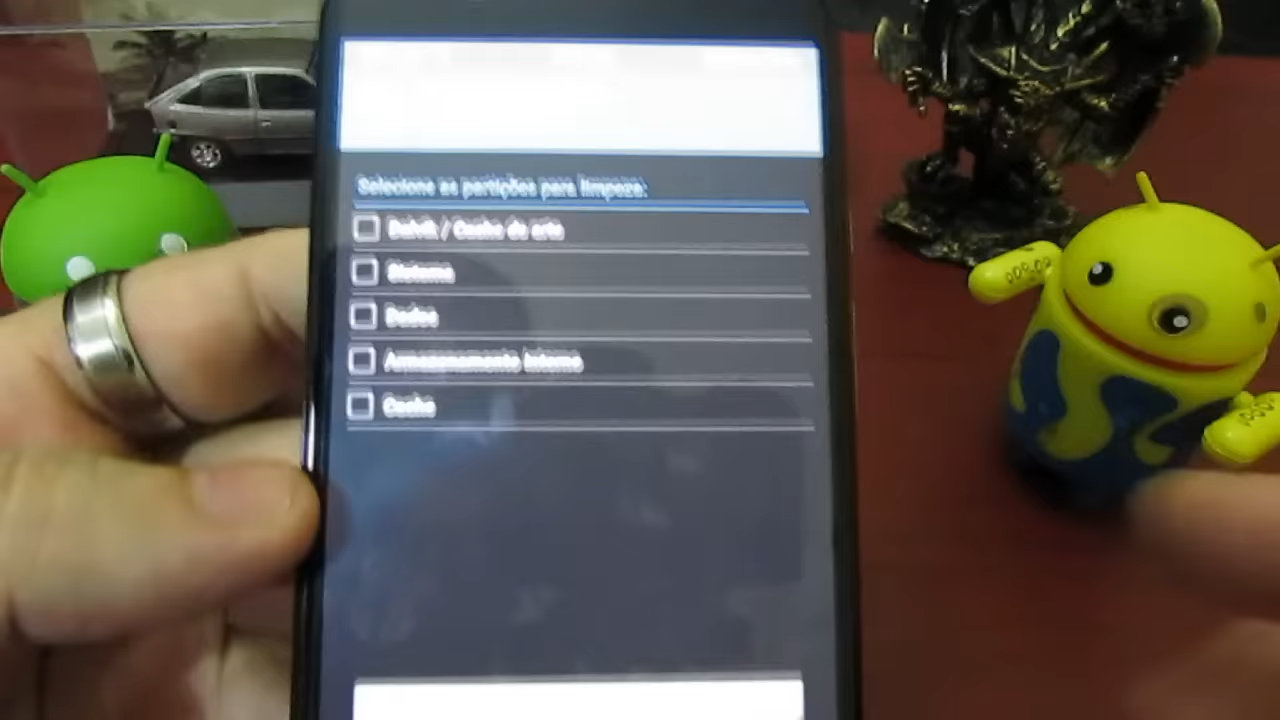 Selecione as partições para limpeza:
Dalvik / Cache de arte
Sistema
Dados
Armazenamento Interno
Cache